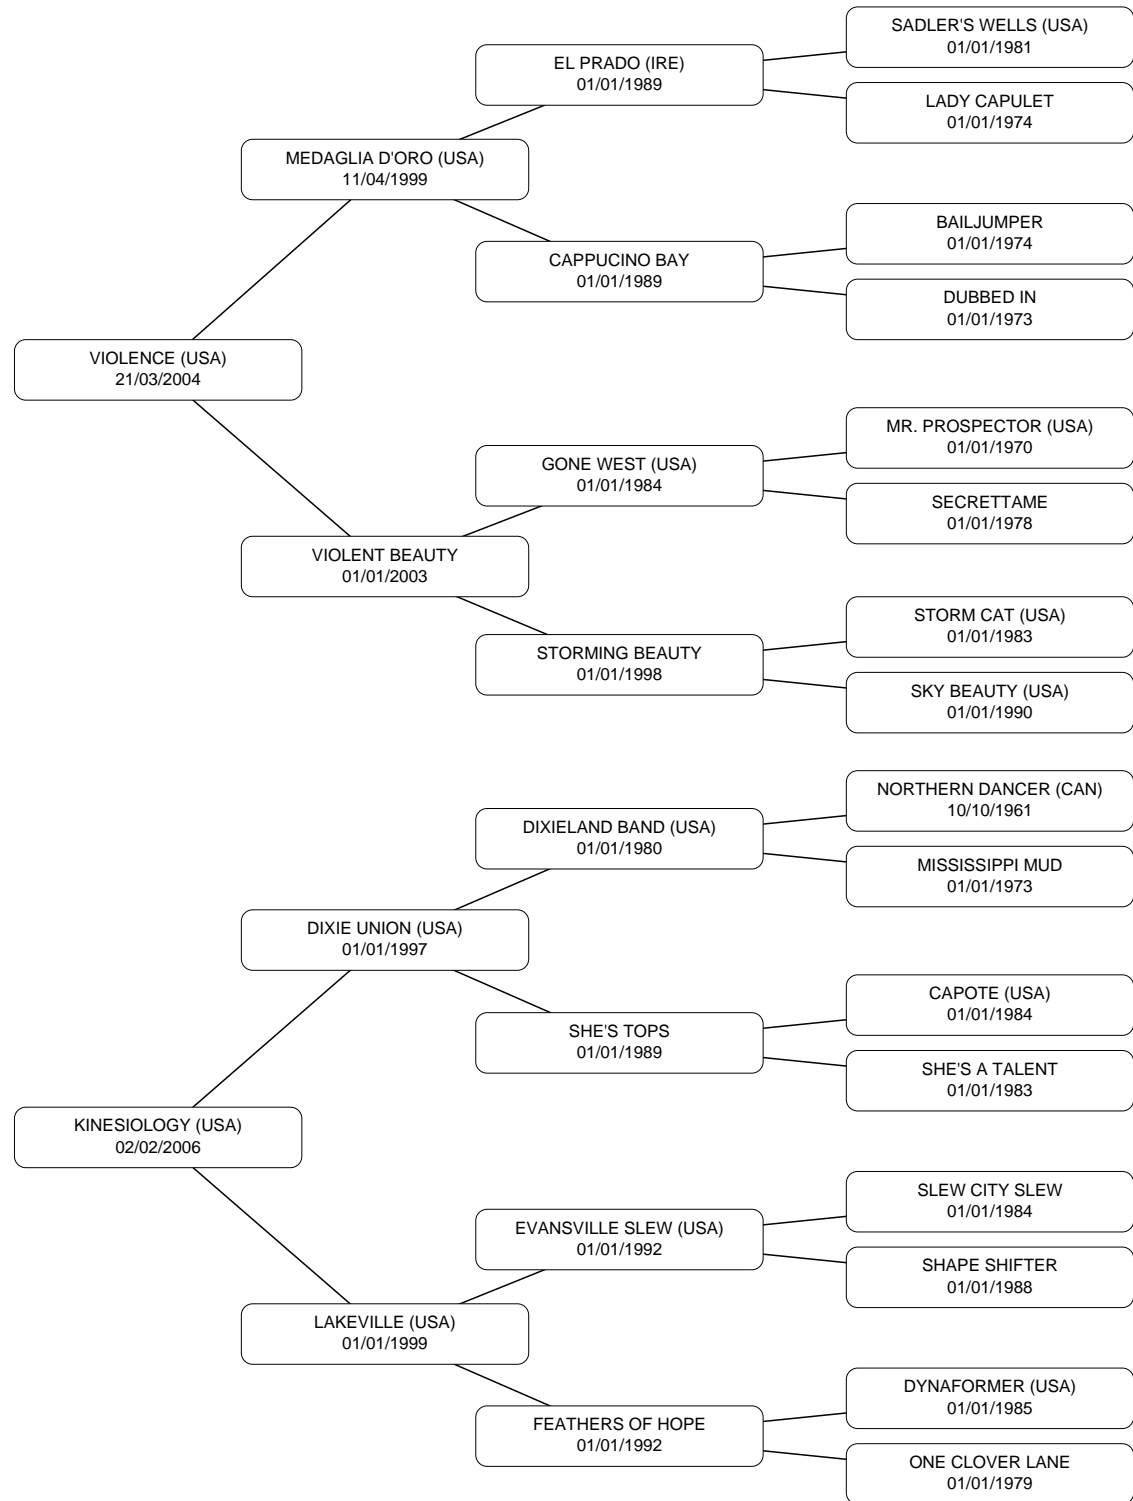 SADLER'S WELLS (USA)
01/01/1981
EL PRADO (IRE)
01/01/1989
LADY CAPULET
01/01/1974
MEDAGLIA D'ORO (USA)
11/04/1999
BAILJUMPER
01/01/1974
CAPPUCINO BAY
01/01/1989
DUBBED IN
01/01/1973
VIOLENCE (USA)
21/03/2004
MR. PROSPECTOR (USA)
01/01/1970
GONE WEST (USA)
01/01/1984
SECRETTAME
01/01/1978
VIOLENT BEAUTY
01/01/2003
STORM CAT (USA)
01/01/1983
STORMING BEAUTY
01/01/1998
SKY BEAUTY (USA)
01/01/1990
NORTHERN DANCER (CAN)
10/10/1961
DIXIELAND BAND (USA)
01/01/1980
MISSISSIPPI MUD
01/01/1973
DIXIE UNION (USA)
01/01/1997
CAPOTE (USA)
01/01/1984
SHE'S TOPS
01/01/1989
SHE'S A TALENT
01/01/1983
KINESIOLOGY (USA)
02/02/2006
SLEW CITY SLEW
01/01/1984
EVANSVILLE SLEW (USA)
01/01/1992
SHAPE SHIFTER
01/01/1988
LAKEVILLE (USA)
01/01/1999
DYNAFORMER (USA)
01/01/1985
FEATHERS OF HOPE
01/01/1992
ONE CLOVER LANE
01/01/1979